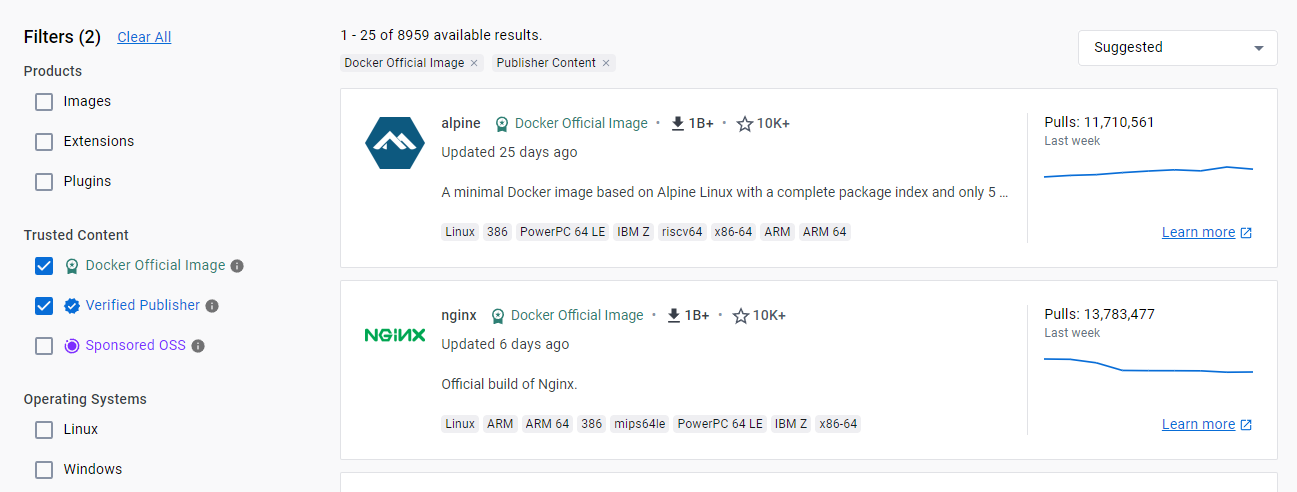 Filters (2) Clear All
Products
Images
Extensions
Plugins
Trusted Content
Docker Official Image
Verified Publisher
Sponsored OSS
Operating Systems
Linux
Windows
1 - 25 of 8959 available results.
Docker Official Image × Publisher Content ×
Suggested
alpine Docker Official Image • 1B+ • 10K+
Updated 25 days ago
A minimal Docker image based on Alpine Linux with a complete package index and only 5 ...
Linux 386 PowerPC 64 LE IBM Z riscv64 x86-64 ARM ARM 64
Pulls: 11,710,561
Last week
Learn more
NGINX
nginx Docker Official Image • 1B+ • 10K+
Updated 6 days ago
Official build of Nginx.
Linux ARM ARM 64 386 mips64le PowerPC 64 LE IBM Z x86-64
Pulls: 13,783,477
Last week
Learn more